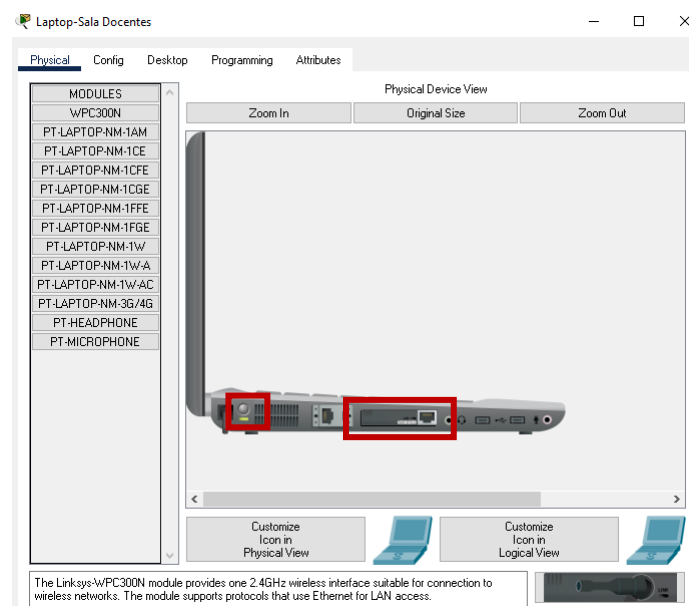 Laptop-Sala Docentes
Physical Config Desktop Programming Attributes
MODULES
WPC300N
PT-LAPTOP-NM-1AM
PT-LAPTOP-NM-1CE
PT-LAPTOP-NM-1CFE
PT-LAPTOP-NM-1CGE
PT-LAPTOP-NM-1FFE
PT-LAPTOP-NM-1FGE
PT-LAPTOP-NM-1W
PT-LAPTOP-NM-1W-A
PT-LAPTOP-NM-1W-AC
PT-LAPTOP-NM-3G/4G
PT-HEADPHONE
PT-MICROPHONE
Physical Device View
Zoom In Original Size Zoom Out
Customize
Icon in
Physical View
Customize
Icon in
Logical View
The Linksys-WPC300N module provides one 2.4GHz wireless interface suitable for connection to
wireless networks. The module supports protocols that use Ethernet for LAN access.
LINK